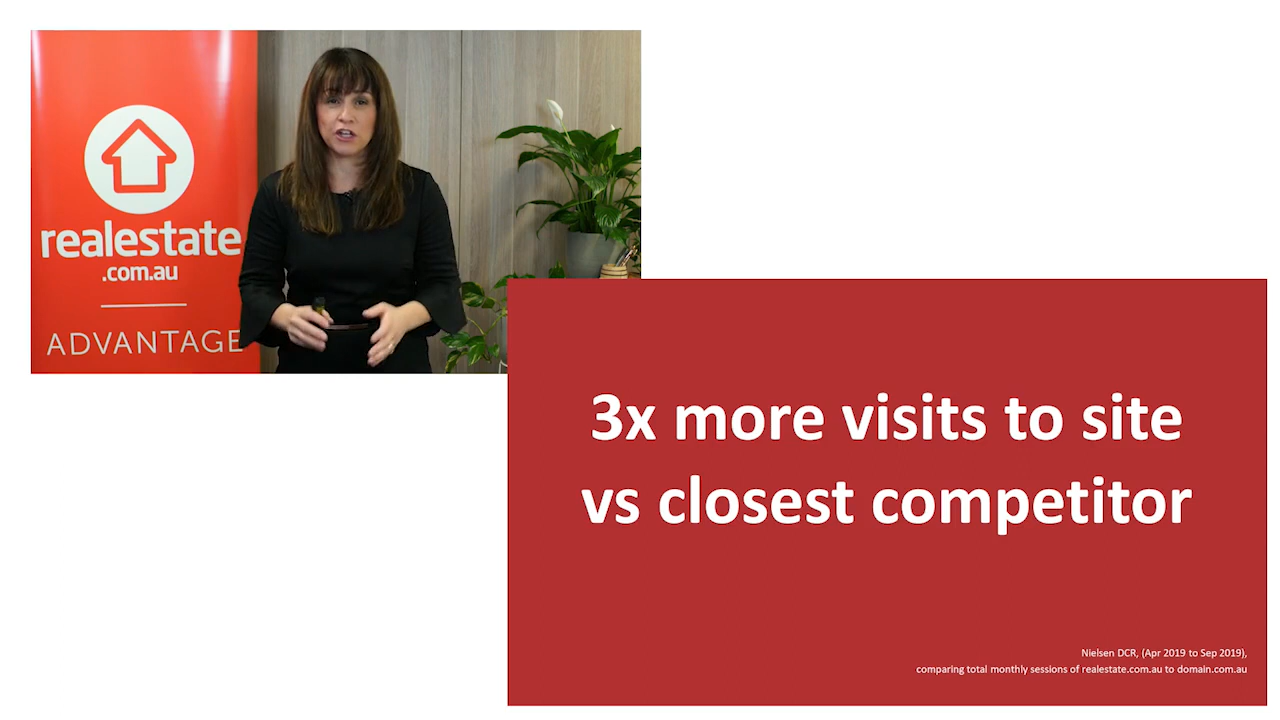 realestate
.com.au
ADVANTAGE
3x more visits to site
vs closest competitor
Nielsen DCR, (Apr 2019 to Sep 2019),
comparing total monthly sessions of realestate.com.au to domain.com.au